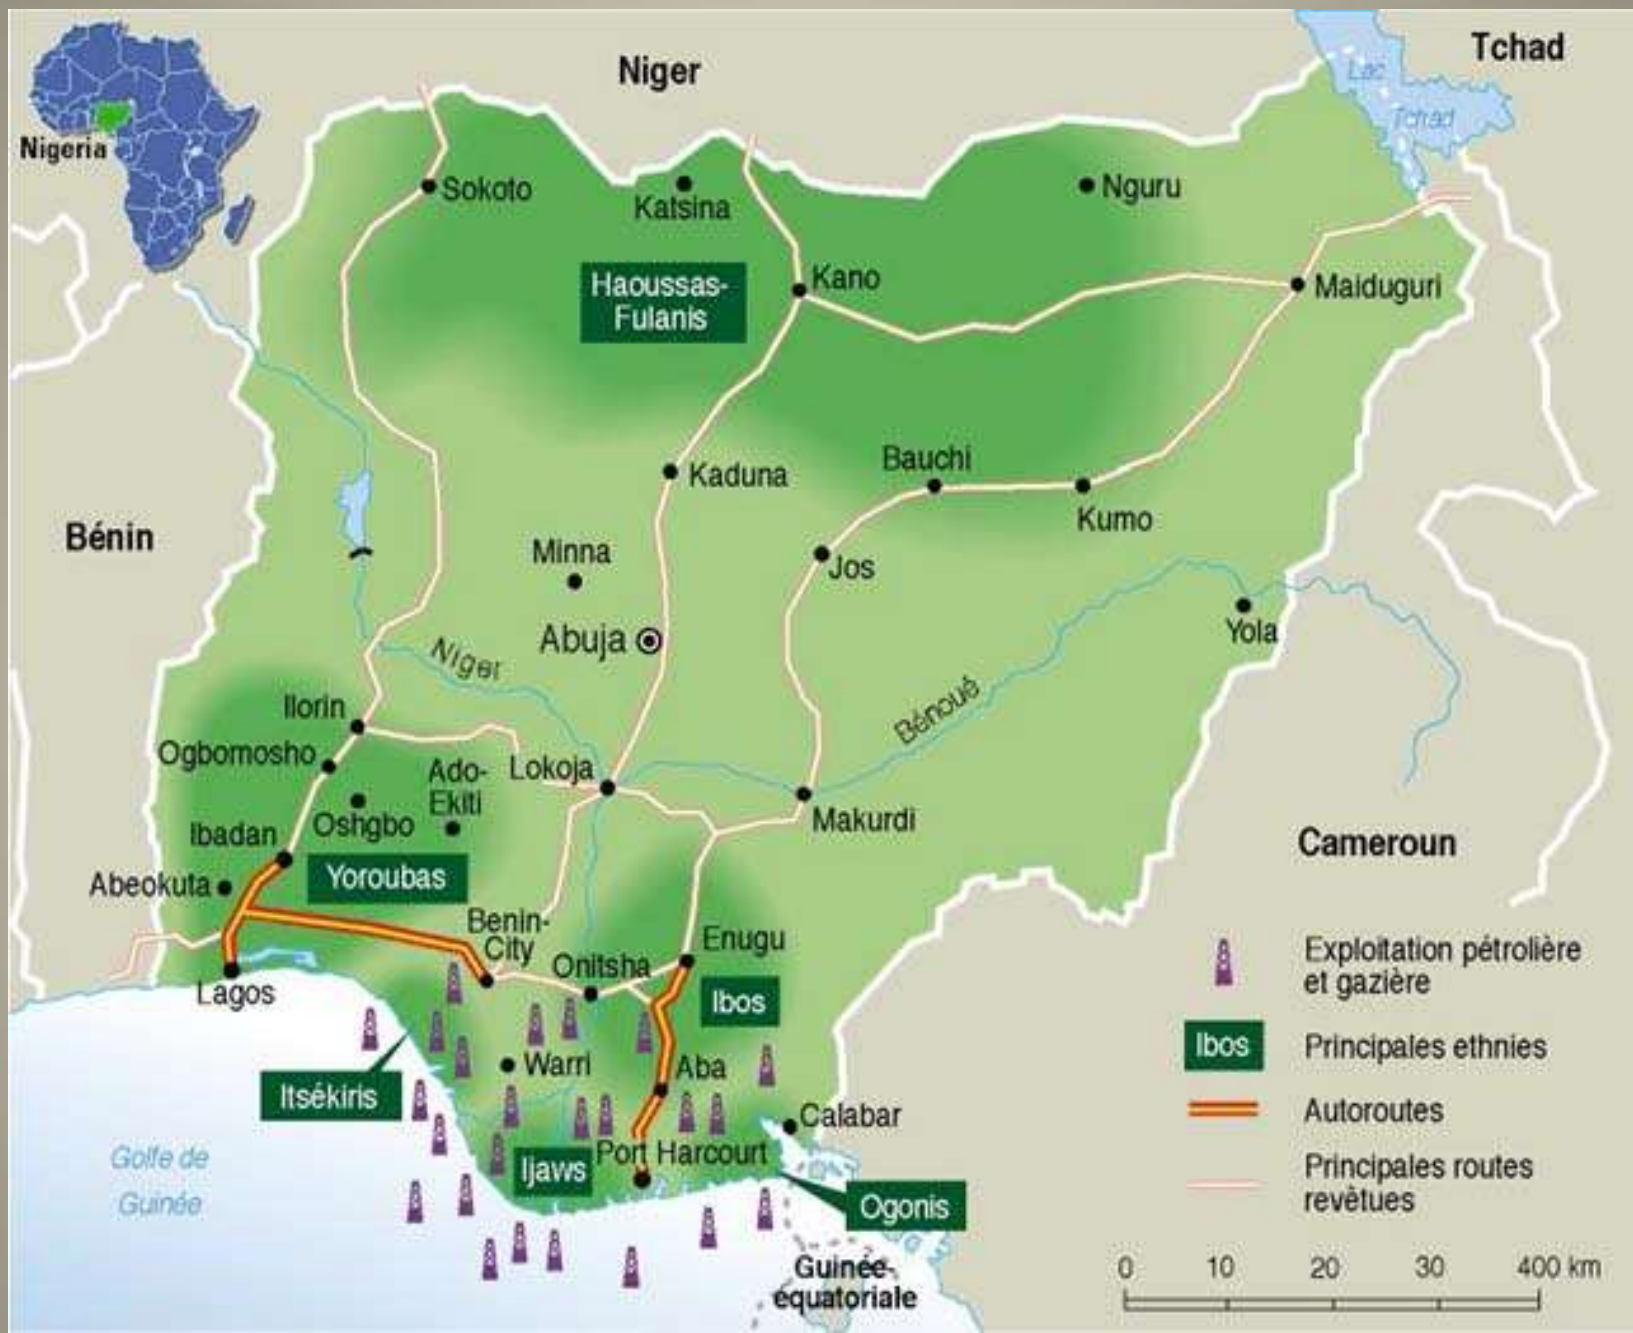 Niger
Tchad
Lac
Tchad
Nigeria
Sokoto
Katsina
Nguru
Haoussas-
Fulanis
Kano
Maiduguri
Kaduna
Bauchi
Kumo
Bénin
Minna
Jos
Abuja
Niger
Yola
Bénoué
Ilorin
Ogbomosho
Ado-
Ekiti
Lokoja
Oshgbo
Makurdi
Ibadan
Cameroun
Abeokuta
Yoroubas
Benin-
City
Enugu
Onitsha
Lagos
Ibos
Warri
Aba
Itsékiris
Calabar
Port Harcourt
Ijaws
Ogonis
Golfe de
Guinée
Guinée-
équatoriale
Exploitation pétrolière
et gazière
Ibos
Principales ethnies
Autoroutes
Principales routes
revêtues
0 10 20 30 400 km